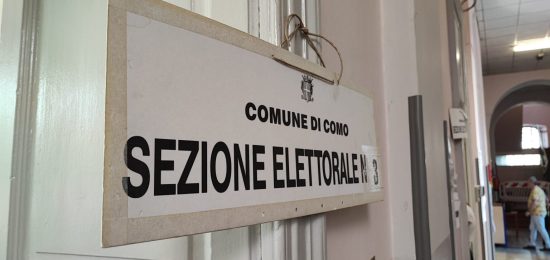 COMUNE DI COMO
SEZIONE ELETTORALE N 3